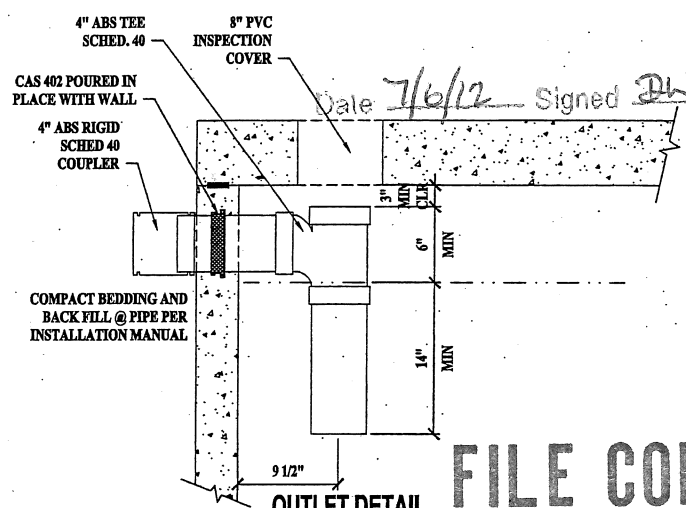 4" ABS TEE
SCHED. 40
8" PVC
INSPECTION
COVER
Date 7/6/12 Signed
CAS 402 POURED IN
PLACE WITH WALL
4" ABS RIGID
SCHED 40
COUPLER
3"
MIN
CLR
6"
MIN
COMPACT BEDDING AND
BACK FILL @ PIPE PER
INSTALLATION MANUAL
14"
MIN
9 1/2"
OUTLET DETAIL
FILE